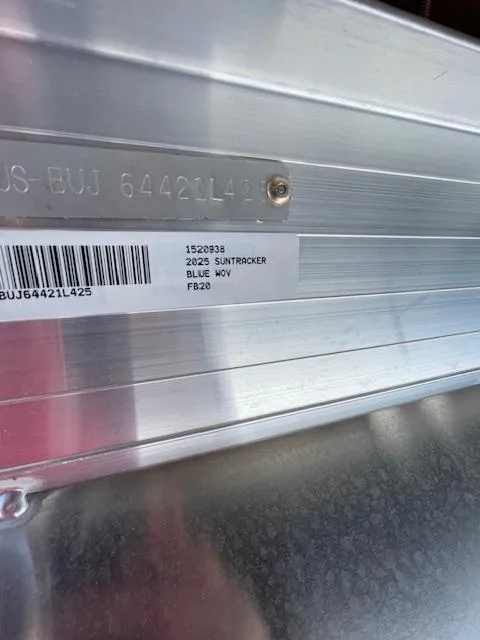 US-BUJ 64421L425
1520938
2025 SUNTRACKER
BLUE WOV
FB20
BUJ64421L425